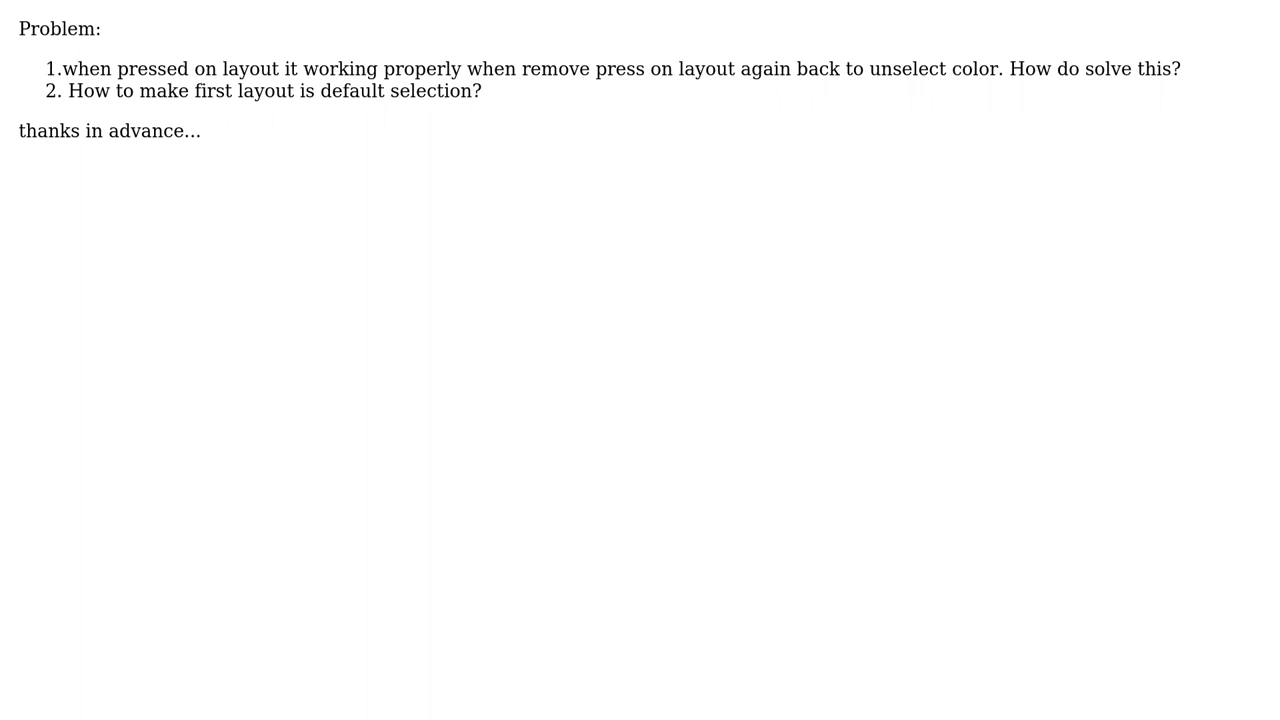 Problem:
1.when pressed on layout it working properly when remove press on layout again back to unselect color. How do solve this?
2. How to make first layout is default selection?
thanks in advance...